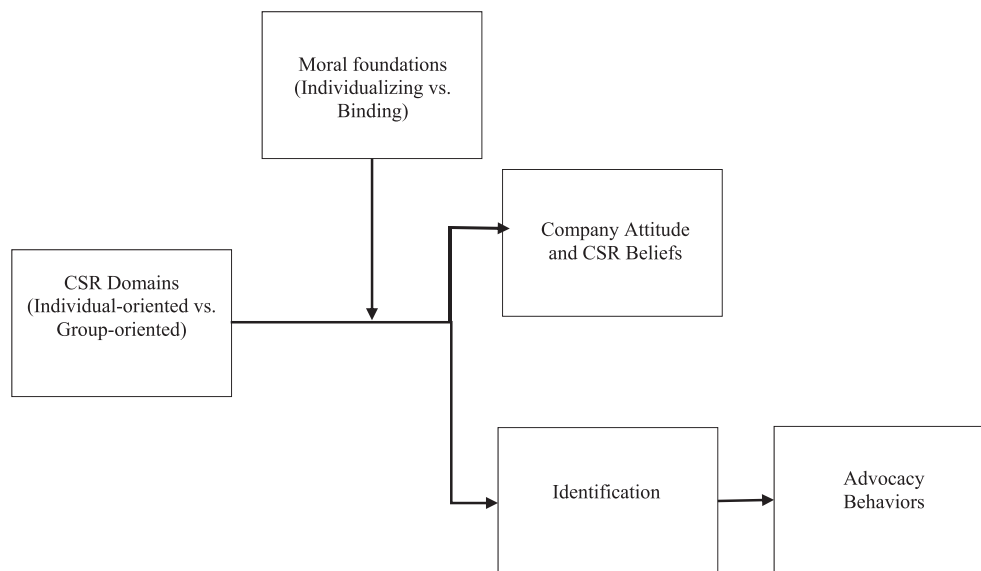 Moral foundations
(Individualizing vs.
Binding)
Company Attitude
and CSR Beliefs
CSR Domains
(Individual-oriented vs.
Group-oriented)
Identification
Advocacy
Behaviors